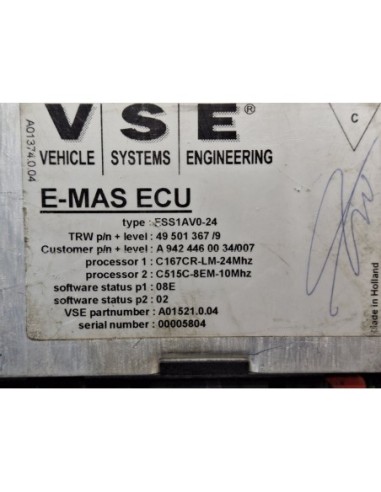 VSE®
C
VEHICLE SYSTEMS ENGINEERING
A01374.0.04
E-MAS ECU
type : ESS1AV0-24
TRW p/n + level : 49 501 367 /9
Customer p/n + level : A 942 446 00 34/007
processor 1 : C167CR-LM-24Mhz
processor 2 : C515C-8EM-10Mhz
software status p1 : 08E
software status p2 : 02
VSE partnumber : A01521.0.04
serial number : 00005804
Made in Holland